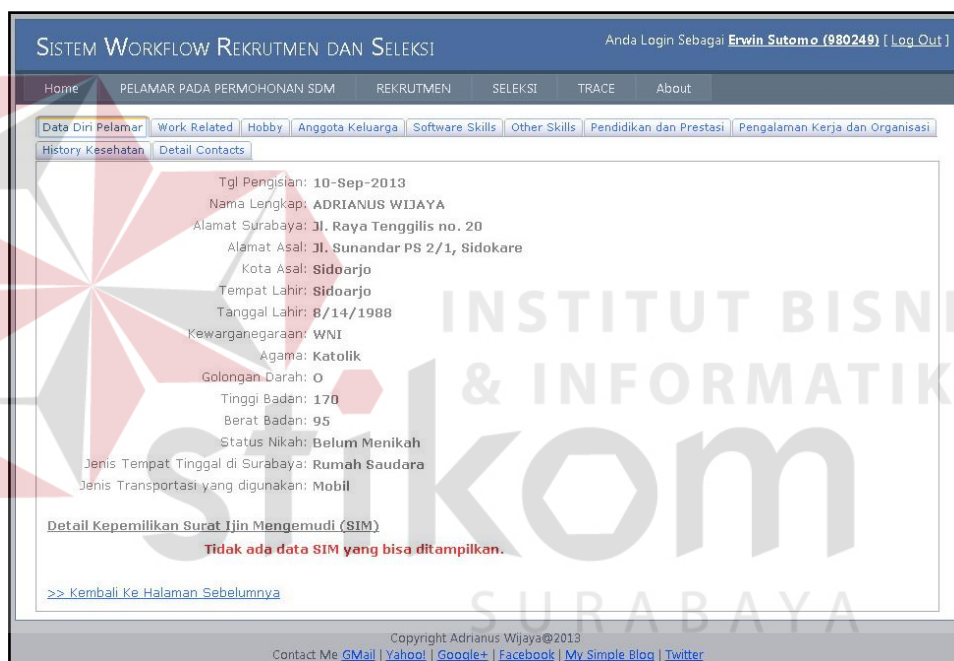 SISTEM WORKFLOW REKRUTMEN DAN SELEKSI
Anda Login Sebagai Erwin Sutomo (980249) [ Log Out ]
Home PELAMAR PADA PERMOHONAN SDM REKRUTMEN SELEKSI TRACE About
Data Diri Pelamar Work Related Hobby Anggota Keluarga Software Skills Other Skills Pendidikan dan Prestasi Pengalaman Kerja dan Organisasi
History Kesehatan Detail Contacts
Tgl Pengisian: 10-Sep-2013
Nama Lengkap: ADRIANUS WIJAYA
Alamat Surabaya: Jl. Raya Tenggilis no. 20
Alamat Asal: Jl. Sunandar PS 2/1, Sidokare
Kota Asal: Sidoarjo
Tempat Lahir: Sidoarjo
Tanggal Lahir: 8/14/1988
Kewarganegaraan: WNI
Agama: Katolik
Golongan Darah: O
Tinggi Badan: 170
Berat Badan: 95
Status Nikah: Belum Menikah
Jenis Tempat Tinggal di Surabaya: Rumah Saudara
Jenis Transportasi yang digunakan: Mobil
Detail Kepemilikan Surat Ijin Mengemudi (SIM)
Tidak ada data SIM yang bisa ditampilkan.
>> Kembali Ke Halaman Sebelumnya
Copyright Adrianus Wijaya@2013
Contact Me GMail | Yahoo! | Google+ | Facebook | My Simple Blog | Twitter
INSTITUT BISNI
& INFORMATIK
stikom
SURABAYA